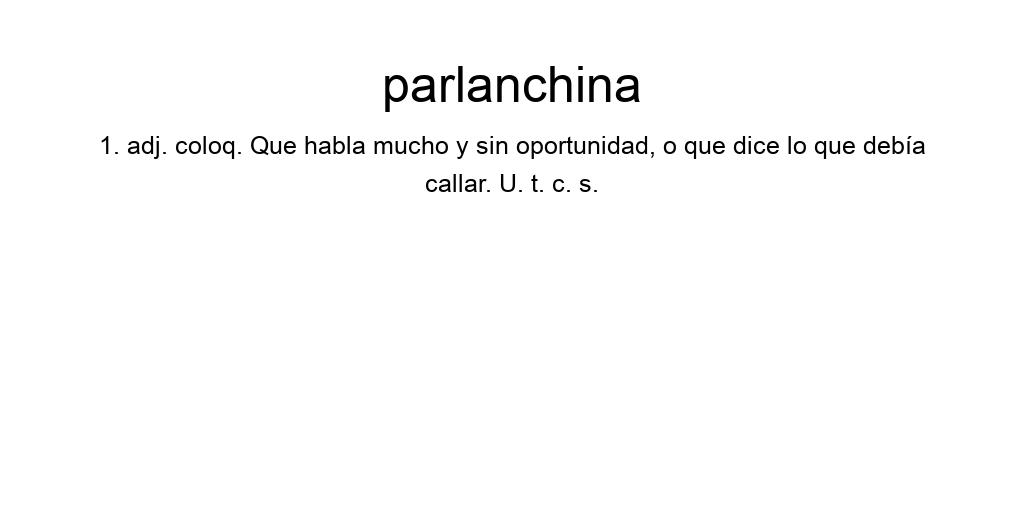 parlanchina
1. adj. coloq. Que habla mucho y sin oportunidad, o que dice lo que debía
callar. U. t. c. s.